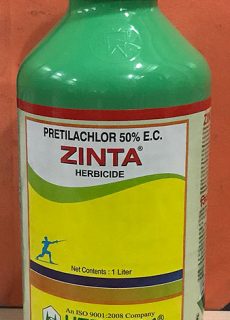 PRETILACHLOR 50% E.C.
ZINTA®
HERBICIDE
Net Contents : 1 Liter
An ISO 9001:2008 Company